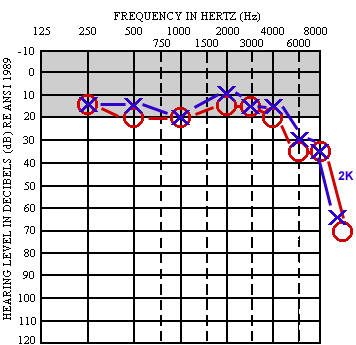 FREQUENCY IN HERTZ (Hz)
125 250 500 1000 2000 4000 8000
750 1500 3000 6000
HEARING LEVEL IN DECIBELS (dB) RE ANSI 1989
-10
0
10
20
30
40
50
60
70
80
90
100
110
120
2K